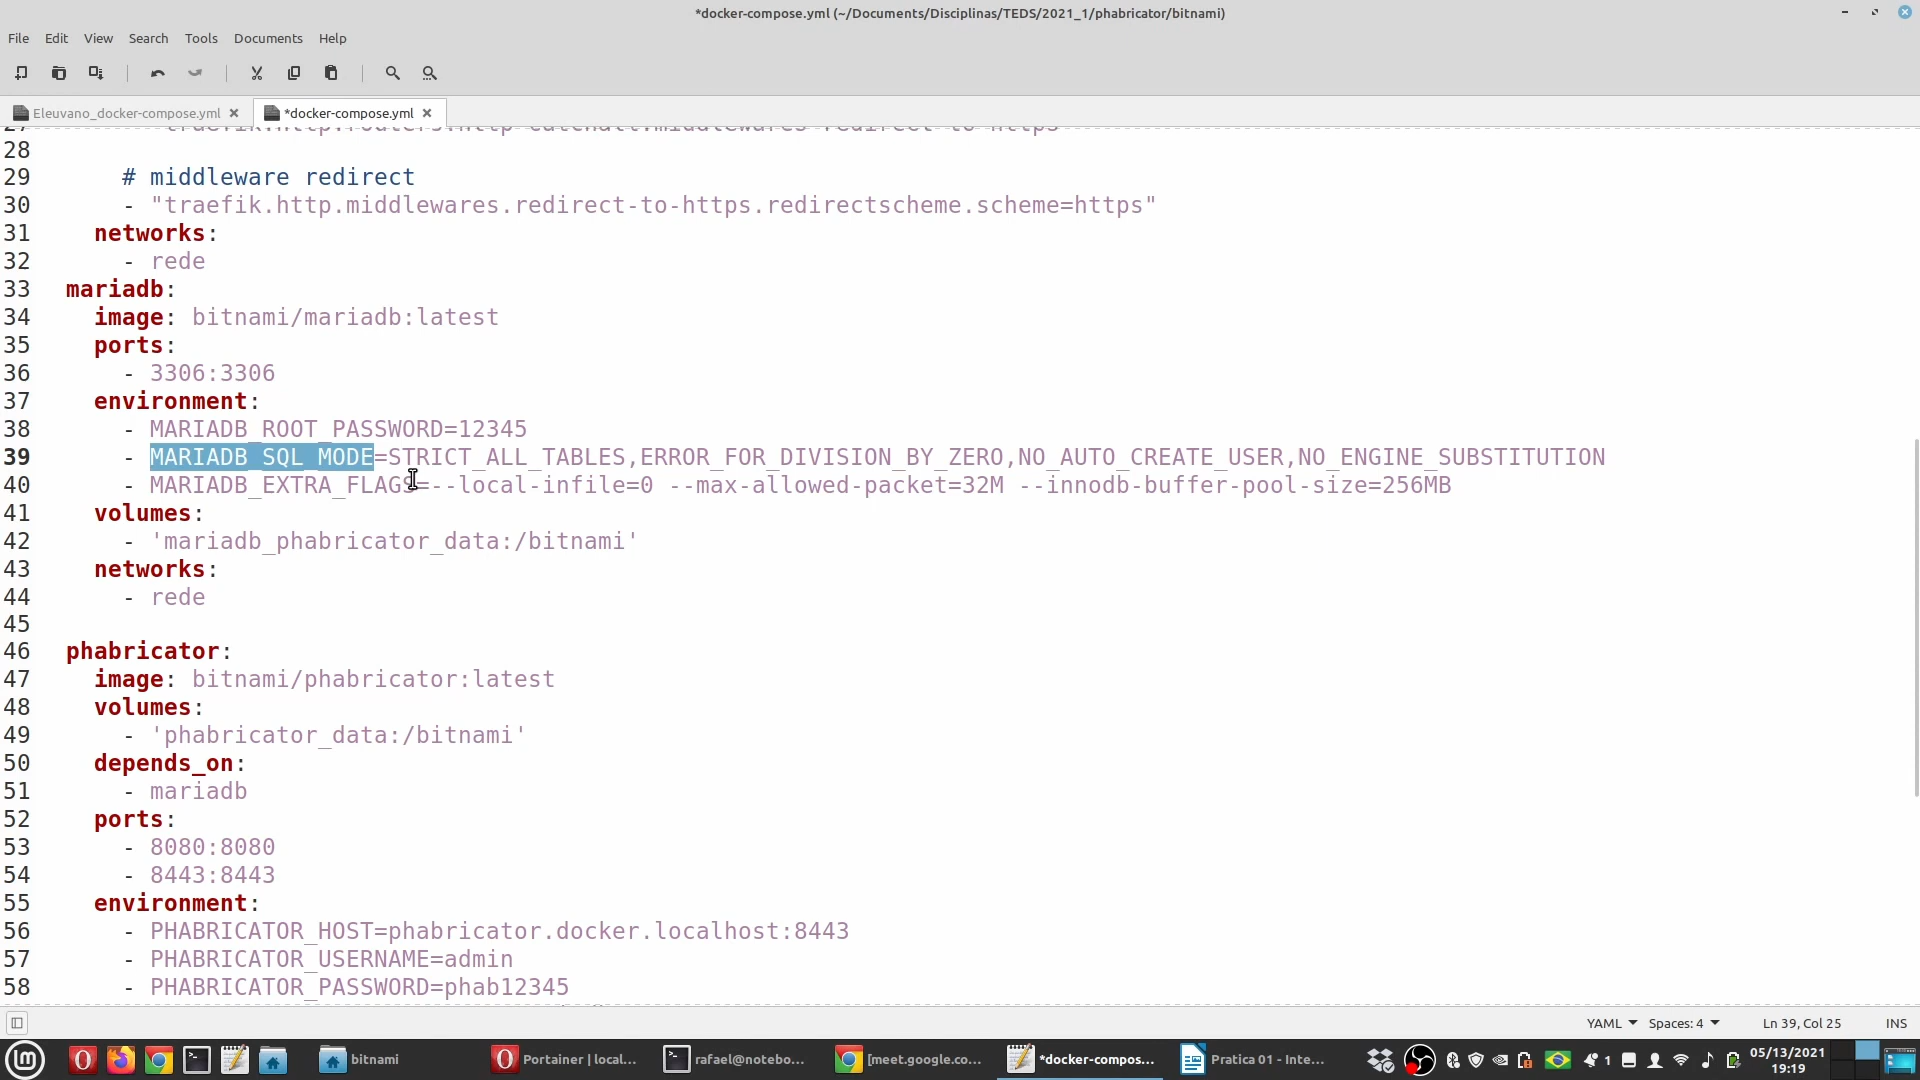 *docker-compose.yml (~/Documents/Disciplinas/TEDS/2021_1/phabricator/bitnami)
File Edit View Search Tools Documents Help
Eleuvano_docker-compose.yml
*docker-compose.yml
28
29 # middleware redirect
30 - "traefik.http.middlewares.redirect-to-https.redirectscheme.scheme=https"
31 networks:
32 - rede
33 mariadb:
34 image: bitnami/mariadb:latest
35 ports:
36 - 3306:3306
37 environment:
38 - MARIADB_ROOT_PASSWORD=12345
39 - MARIADB_SQL_MODE=STRICT_ALL_TABLES,ERROR_FOR_DIVISION_BY_ZERO,NO_AUTO_CREATE_USER,NO_ENGINE_SUBSTITUTION
40 - MARIADB_EXTRA_FLAGS=--local-infile=0 --max-allowed-packet=32M --innodb-buffer-pool-size=256MB
41 volumes:
42 - 'mariadb_phabricator_data:/bitnami'
43 networks:
44 - rede
45
46 phabricator:
47 image: bitnami/phabricator:latest
48 volumes:
49 - 'phabricator_data:/bitnami'
50 depends_on:
51 - mariadb
52 ports:
53 - 8080:8080
54 - 8443:8443
55 environment:
56 - PHABRICATOR_HOST=phabricator.docker.localhost:8443
57 - PHABRICATOR_USERNAME=admin
58 - PHABRICATOR_PASSWORD=phab12345
YAML Spaces: 4 Ln 39, Col 25 INS
bitnami
Portainer | local...
rafael@notebo...
[meet.google.co...
*docker-compos...
Pratica 01 - Inte...
1
05/13/2021
19:19